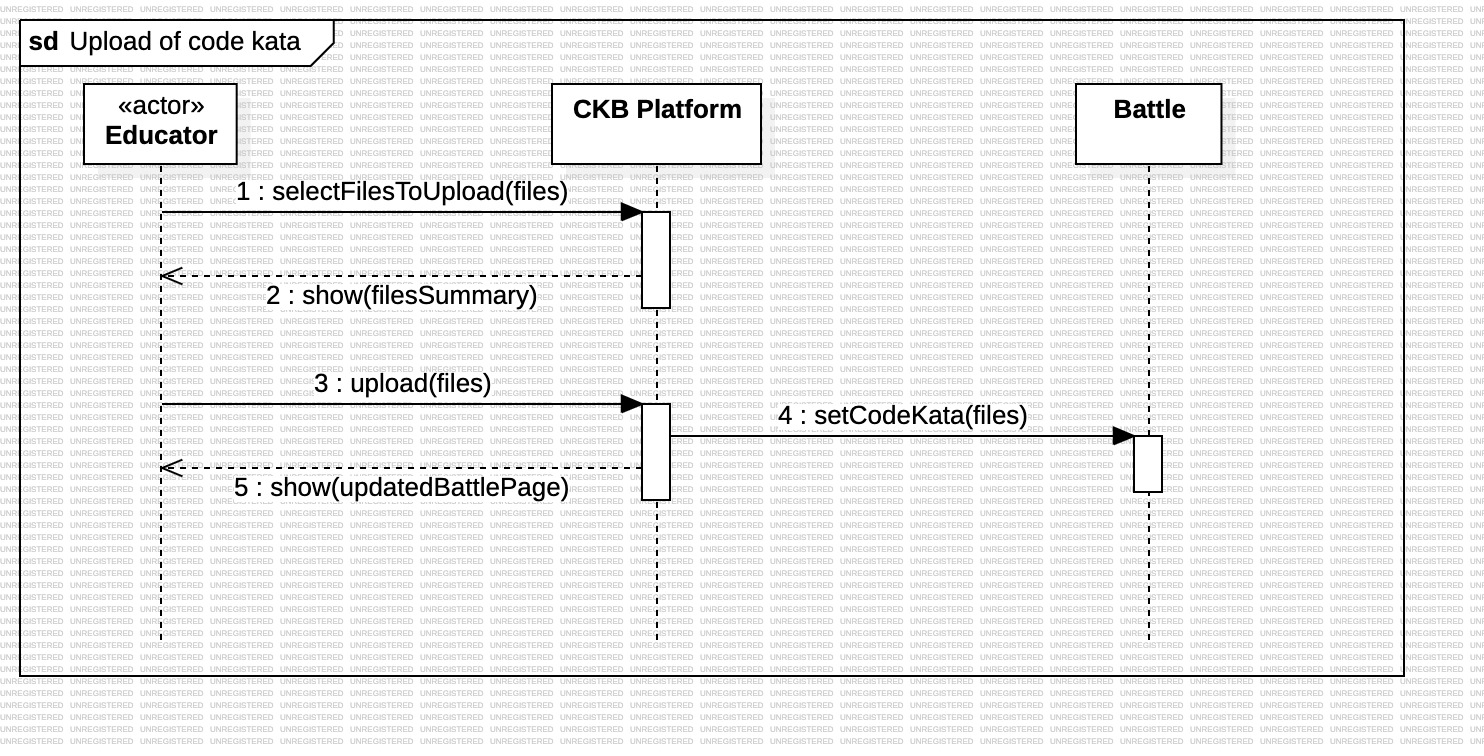 sd Upload of code kata
«actor»
Educator
CKB Platform
Battle
1 : selectFilesToUpload(files)
2 : show(filesSummary)
3 : upload(files)
4 : setCodeKata(files)
5 : show(updatedBattlePage)
UNREGISTERED